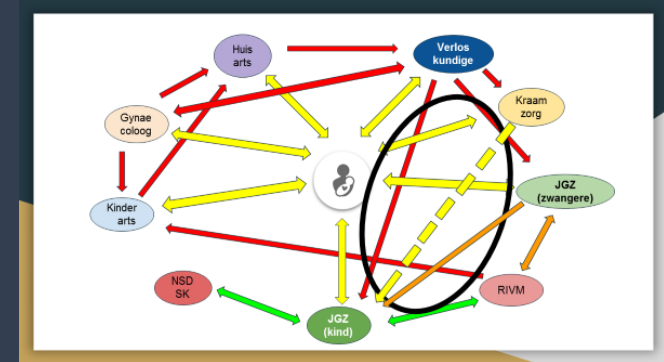 Huis
arts
Verlos
kundige
Kraam
zorg
Gynae
coloog
JGZ
(zwangere)
Kinder
arts
NSD
SK
RIVM
JGZ
(kind)